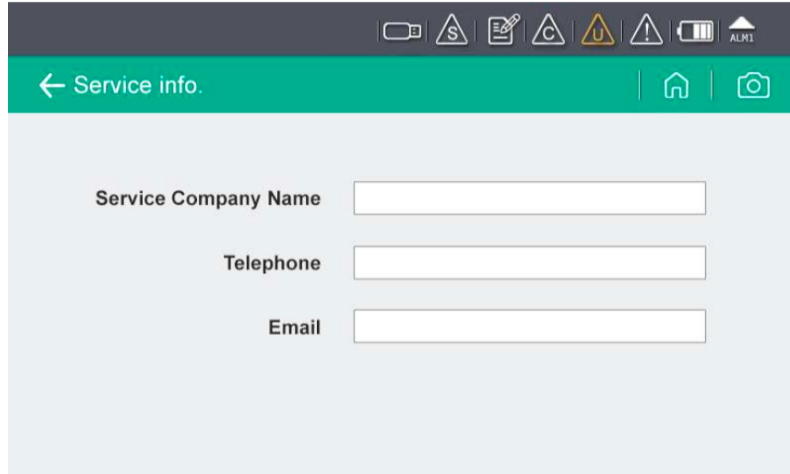 S C U ! ALM1
Service info.
Service Company Name
Telephone
Email